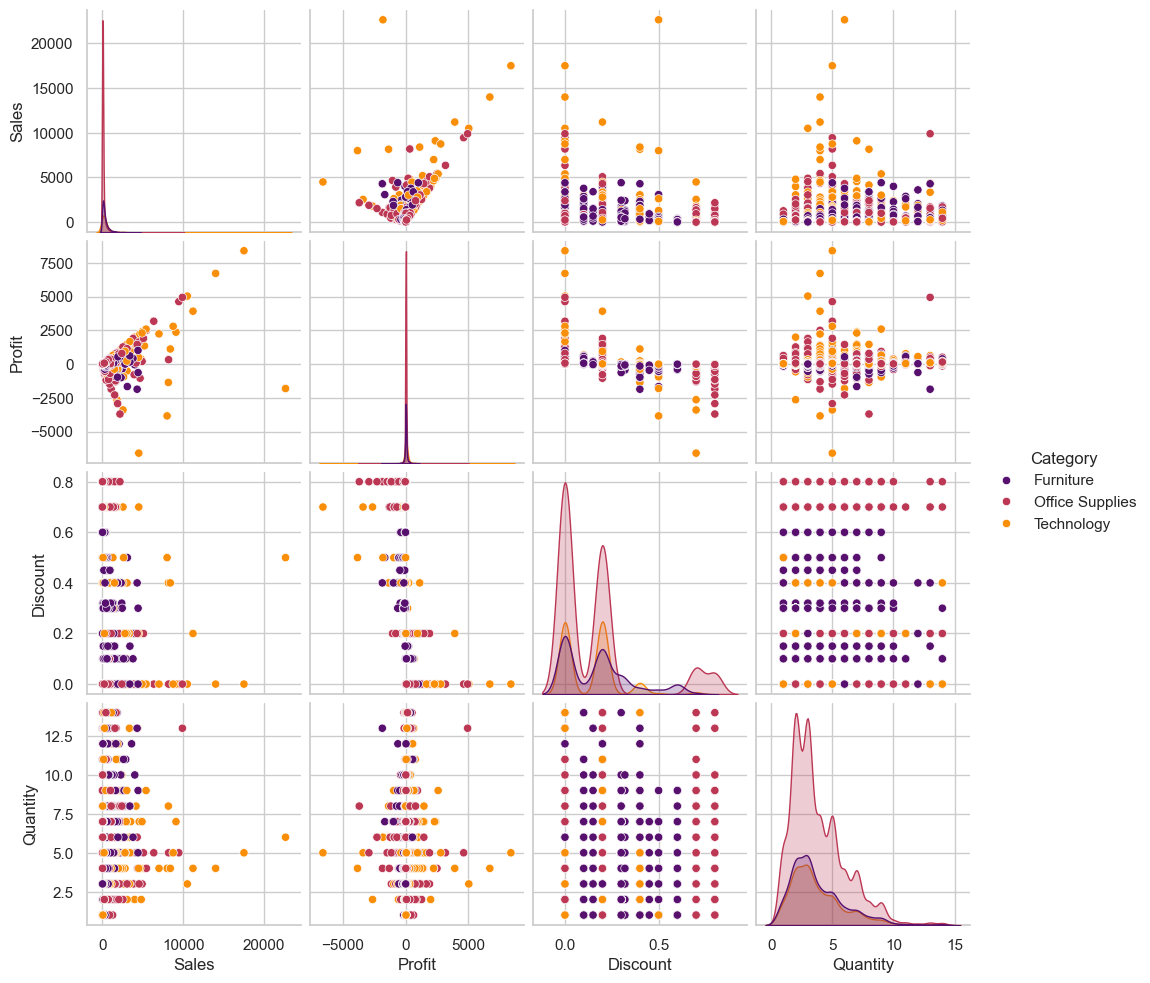 20000
15000
10000
5000
0
Sales
7500
5000
2500
0
−2500
−5000
Profit
Category
Furniture
Office Supplies
Technology
0.8
0.6
0.4
0.2
0.0
Discount
12.5
10.0
7.5
5.0
2.5
Quantity
0 10000 20000
−5000 0 5000
0.0 0.5
0 5 10 15
Sales
Profit
Discount
Quantity